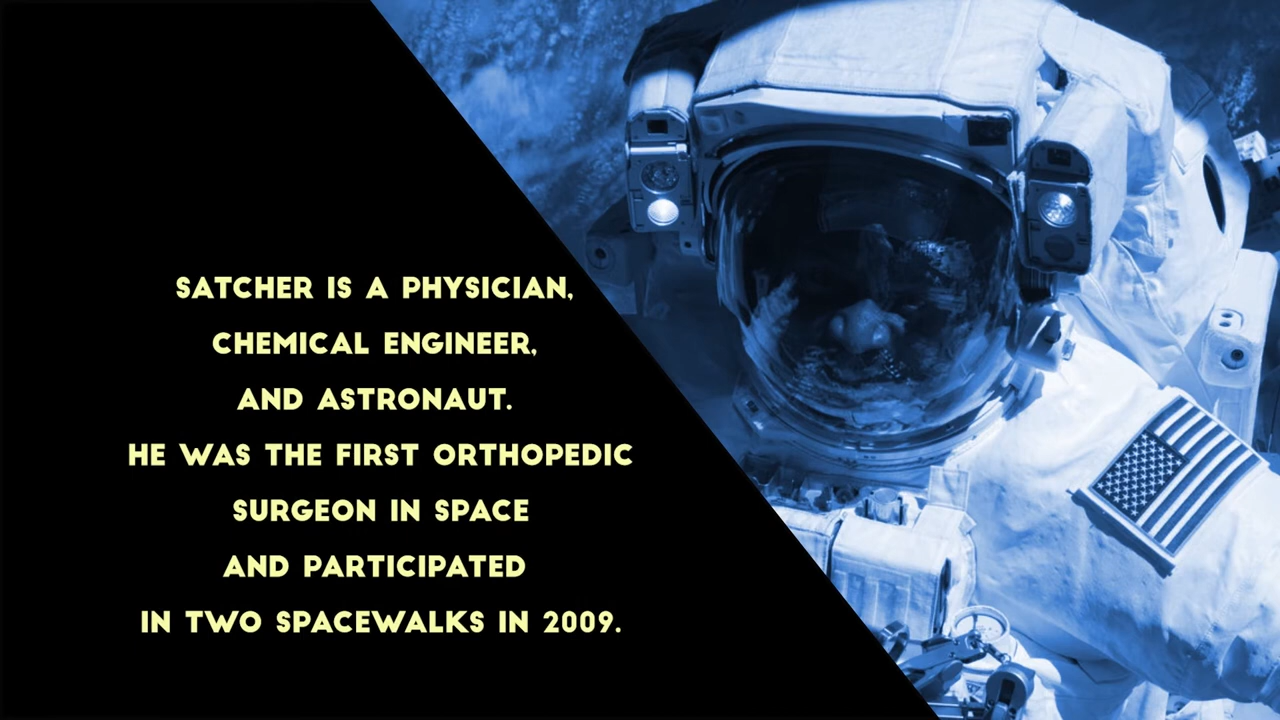 SATCHER IS A PHYSICIAN,
CHEMICAL ENGINEER,
AND ASTRONAUT.
HE WAS THE FIRST ORTHOPEDIC
SURGEON IN SPACE
AND PARTICIPATED
IN TWO SPACEWALKS IN 2009.